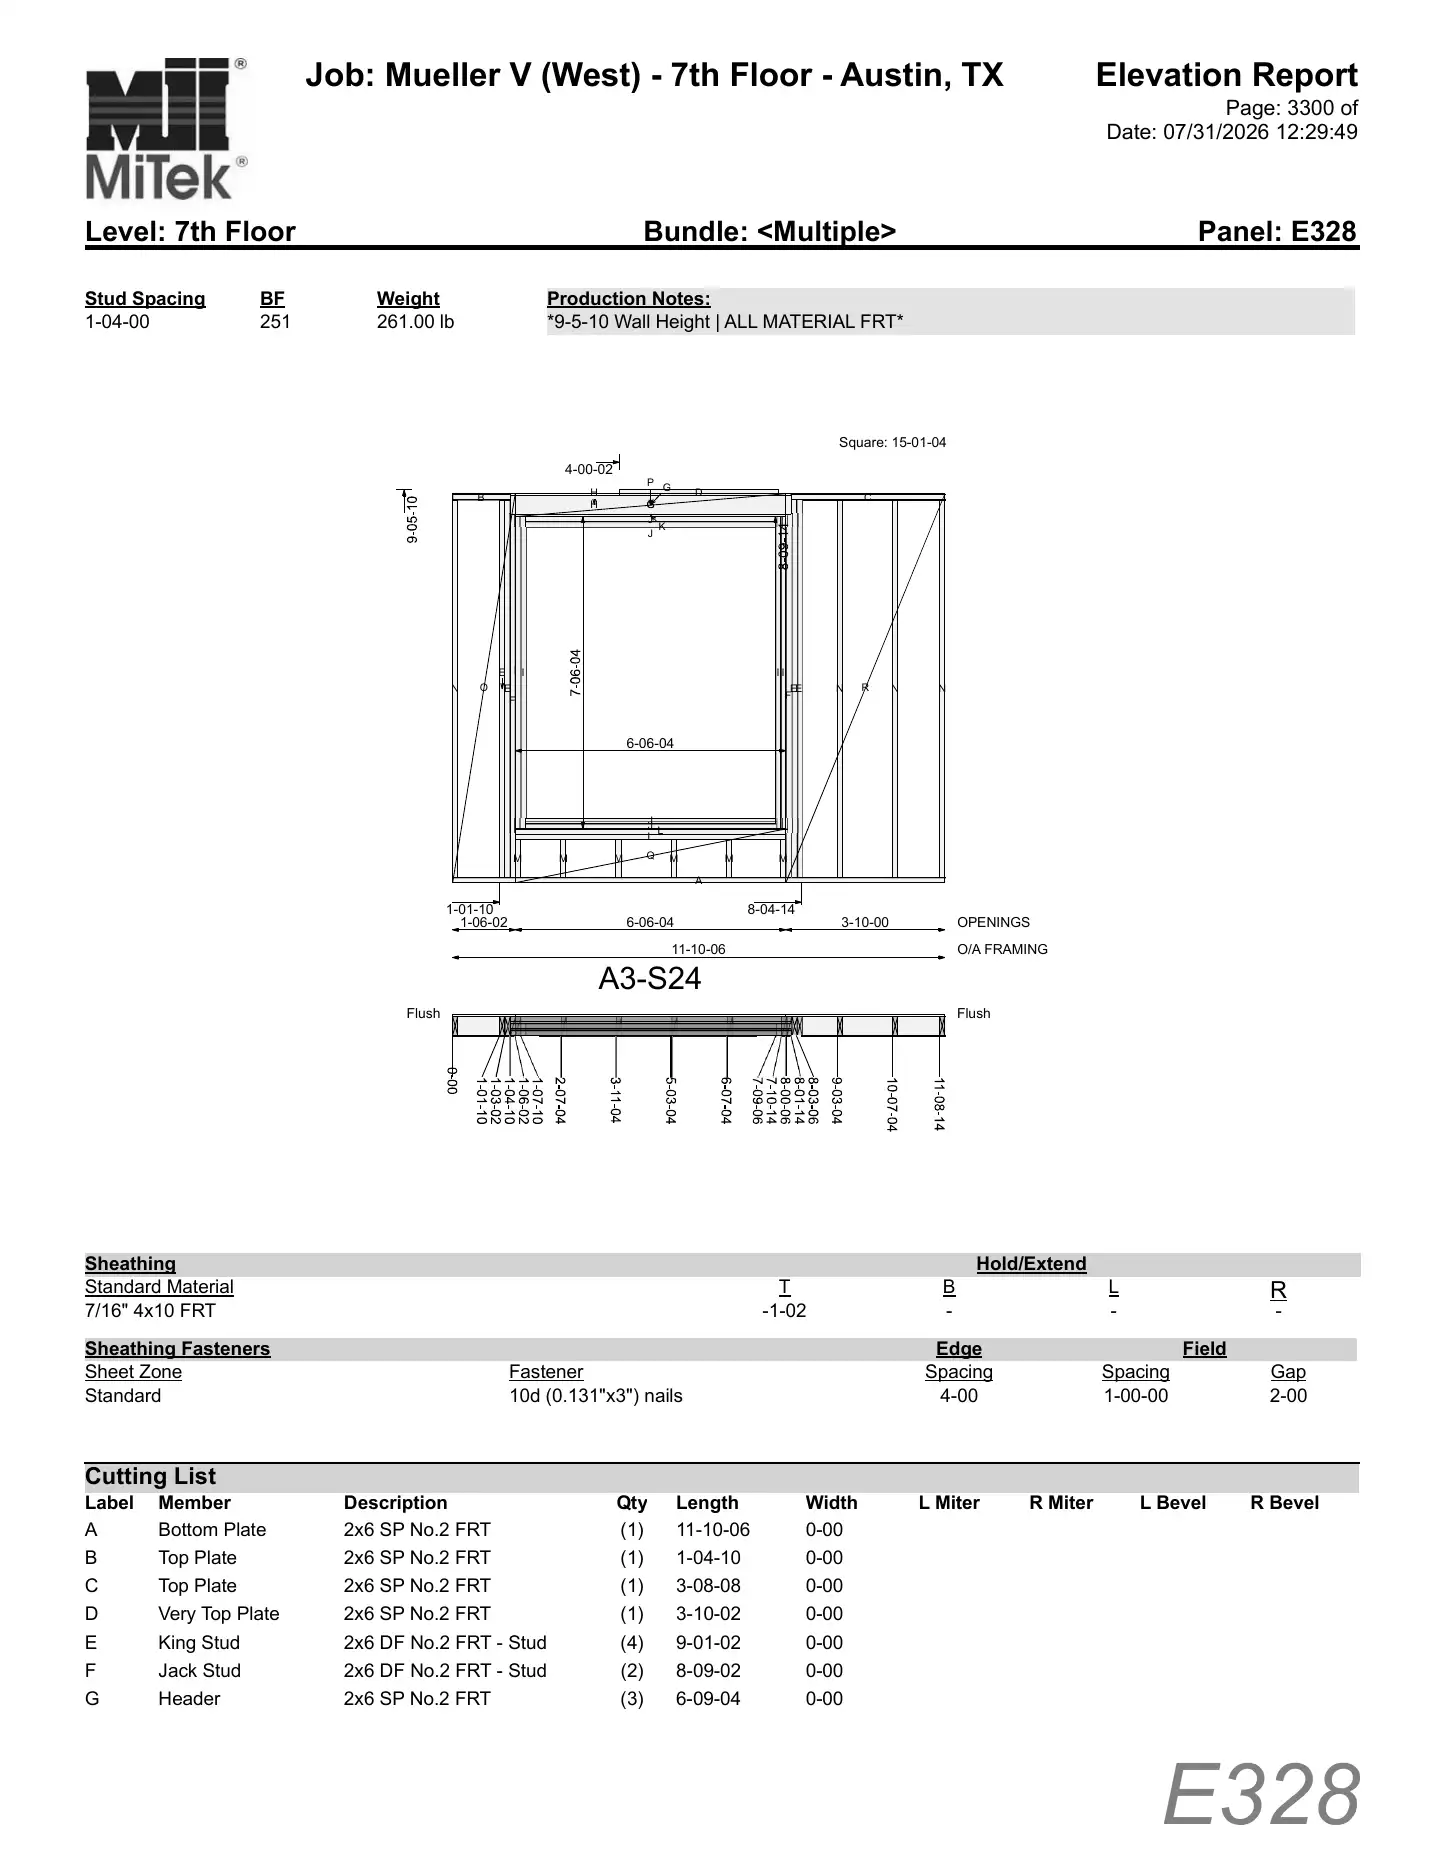 Job: Mueller V (West) - 7th Floor - Austin, TX
Elevation Report
Page: 3300 of
Date: 07/31/2026 12:29:49
MiTek®
Level: 7th Floor Bundle: <Multiple> Panel: E328
Stud Spacing BF Weight Production Notes:
1-04-00 251 261.00 lb *9-5-10 Wall Height | ALL MATERIAL FRT*
Square: 15-01-04
4-00-02
P
G
H D
B C
H G
9-05-10
J
K
J
8-09-14
7-06-04
E I I
N O E E E N R N N
F F
6-06-04
L
M M M Q M M M
A
1-01-10 8-04-14
1-06-02 6-06-04 3-10-00 OPENINGS
11-10-06 O/A FRAMING
A3-S24
Flush Flush
0-00 1-01-10 1-03-02 1-04-10 1-06-02 1-07-10 2-07-04 3-11-04 5-03-04 6-07-04 7-09-06 7-10-14 8-00-06 8-01-14 8-03-06 9-03-04 10-07-04 11-08-14
Sheathing Hold/Extend
Standard Material T B L R
7/16" 4x10 FRT -1-02 - - -
Sheathing Fasteners Edge Field
Sheet Zone Fastener Spacing Spacing Gap
Standard 10d (0.131"x3") nails 4-00 1-00-00 2-00
Cutting List
Label Member Description Qty Length Width L Miter R Miter L Bevel R Bevel
A Bottom Plate 2x6 SP No.2 FRT (1) 11-10-06 0-00
B Top Plate 2x6 SP No.2 FRT (1) 1-04-10 0-00
C Top Plate 2x6 SP No.2 FRT (1) 3-08-08 0-00
D Very Top Plate 2x6 SP No.2 FRT (1) 3-10-02 0-00
E King Stud 2x6 DF No.2 FRT - Stud (4) 9-01-02 0-00
F Jack Stud 2x6 DF No.2 FRT - Stud (2) 8-09-02 0-00
G Header 2x6 SP No.2 FRT (3) 6-09-04 0-00
E328